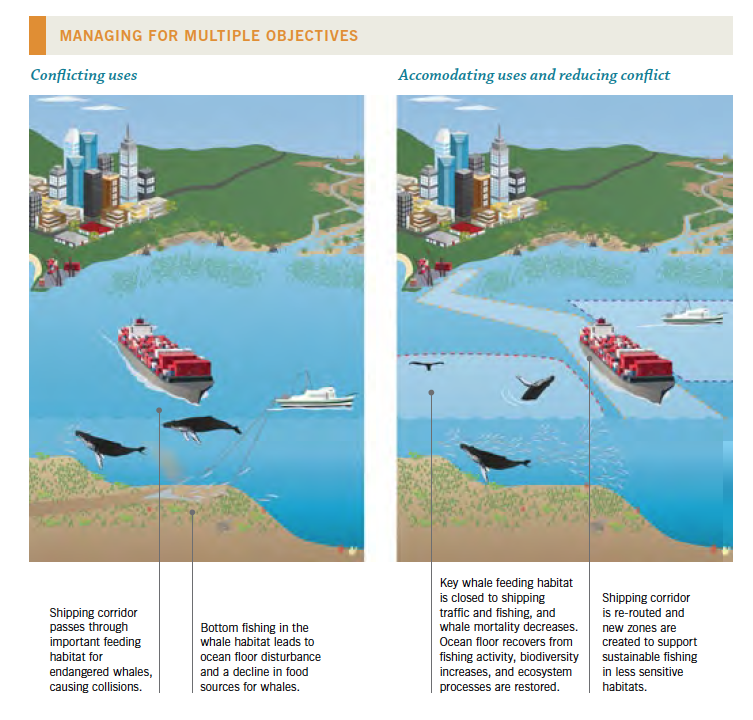 MANAGING FOR MULTIPLE OBJECTIVES
Conflicting uses
Accomodating uses and reducing conflict
Shipping corridor
passes through
important feeding
habitat for
endangered whales,
causing collisions.
Bottom fishing in the
whale habitat leads to
ocean floor disturbance
and a decline in food
sources for whales.
Key whale feeding habitat
is closed to shipping
traffic and fishing, and
whale mortality decreases.
Ocean floor recovers from
fishing activity, biodiversity
increases, and ecosystem
processes are restored.
Shipping corridor
is re-routed and
new zones are
created to support
sustainable fishing
in less sensitive
habitats.